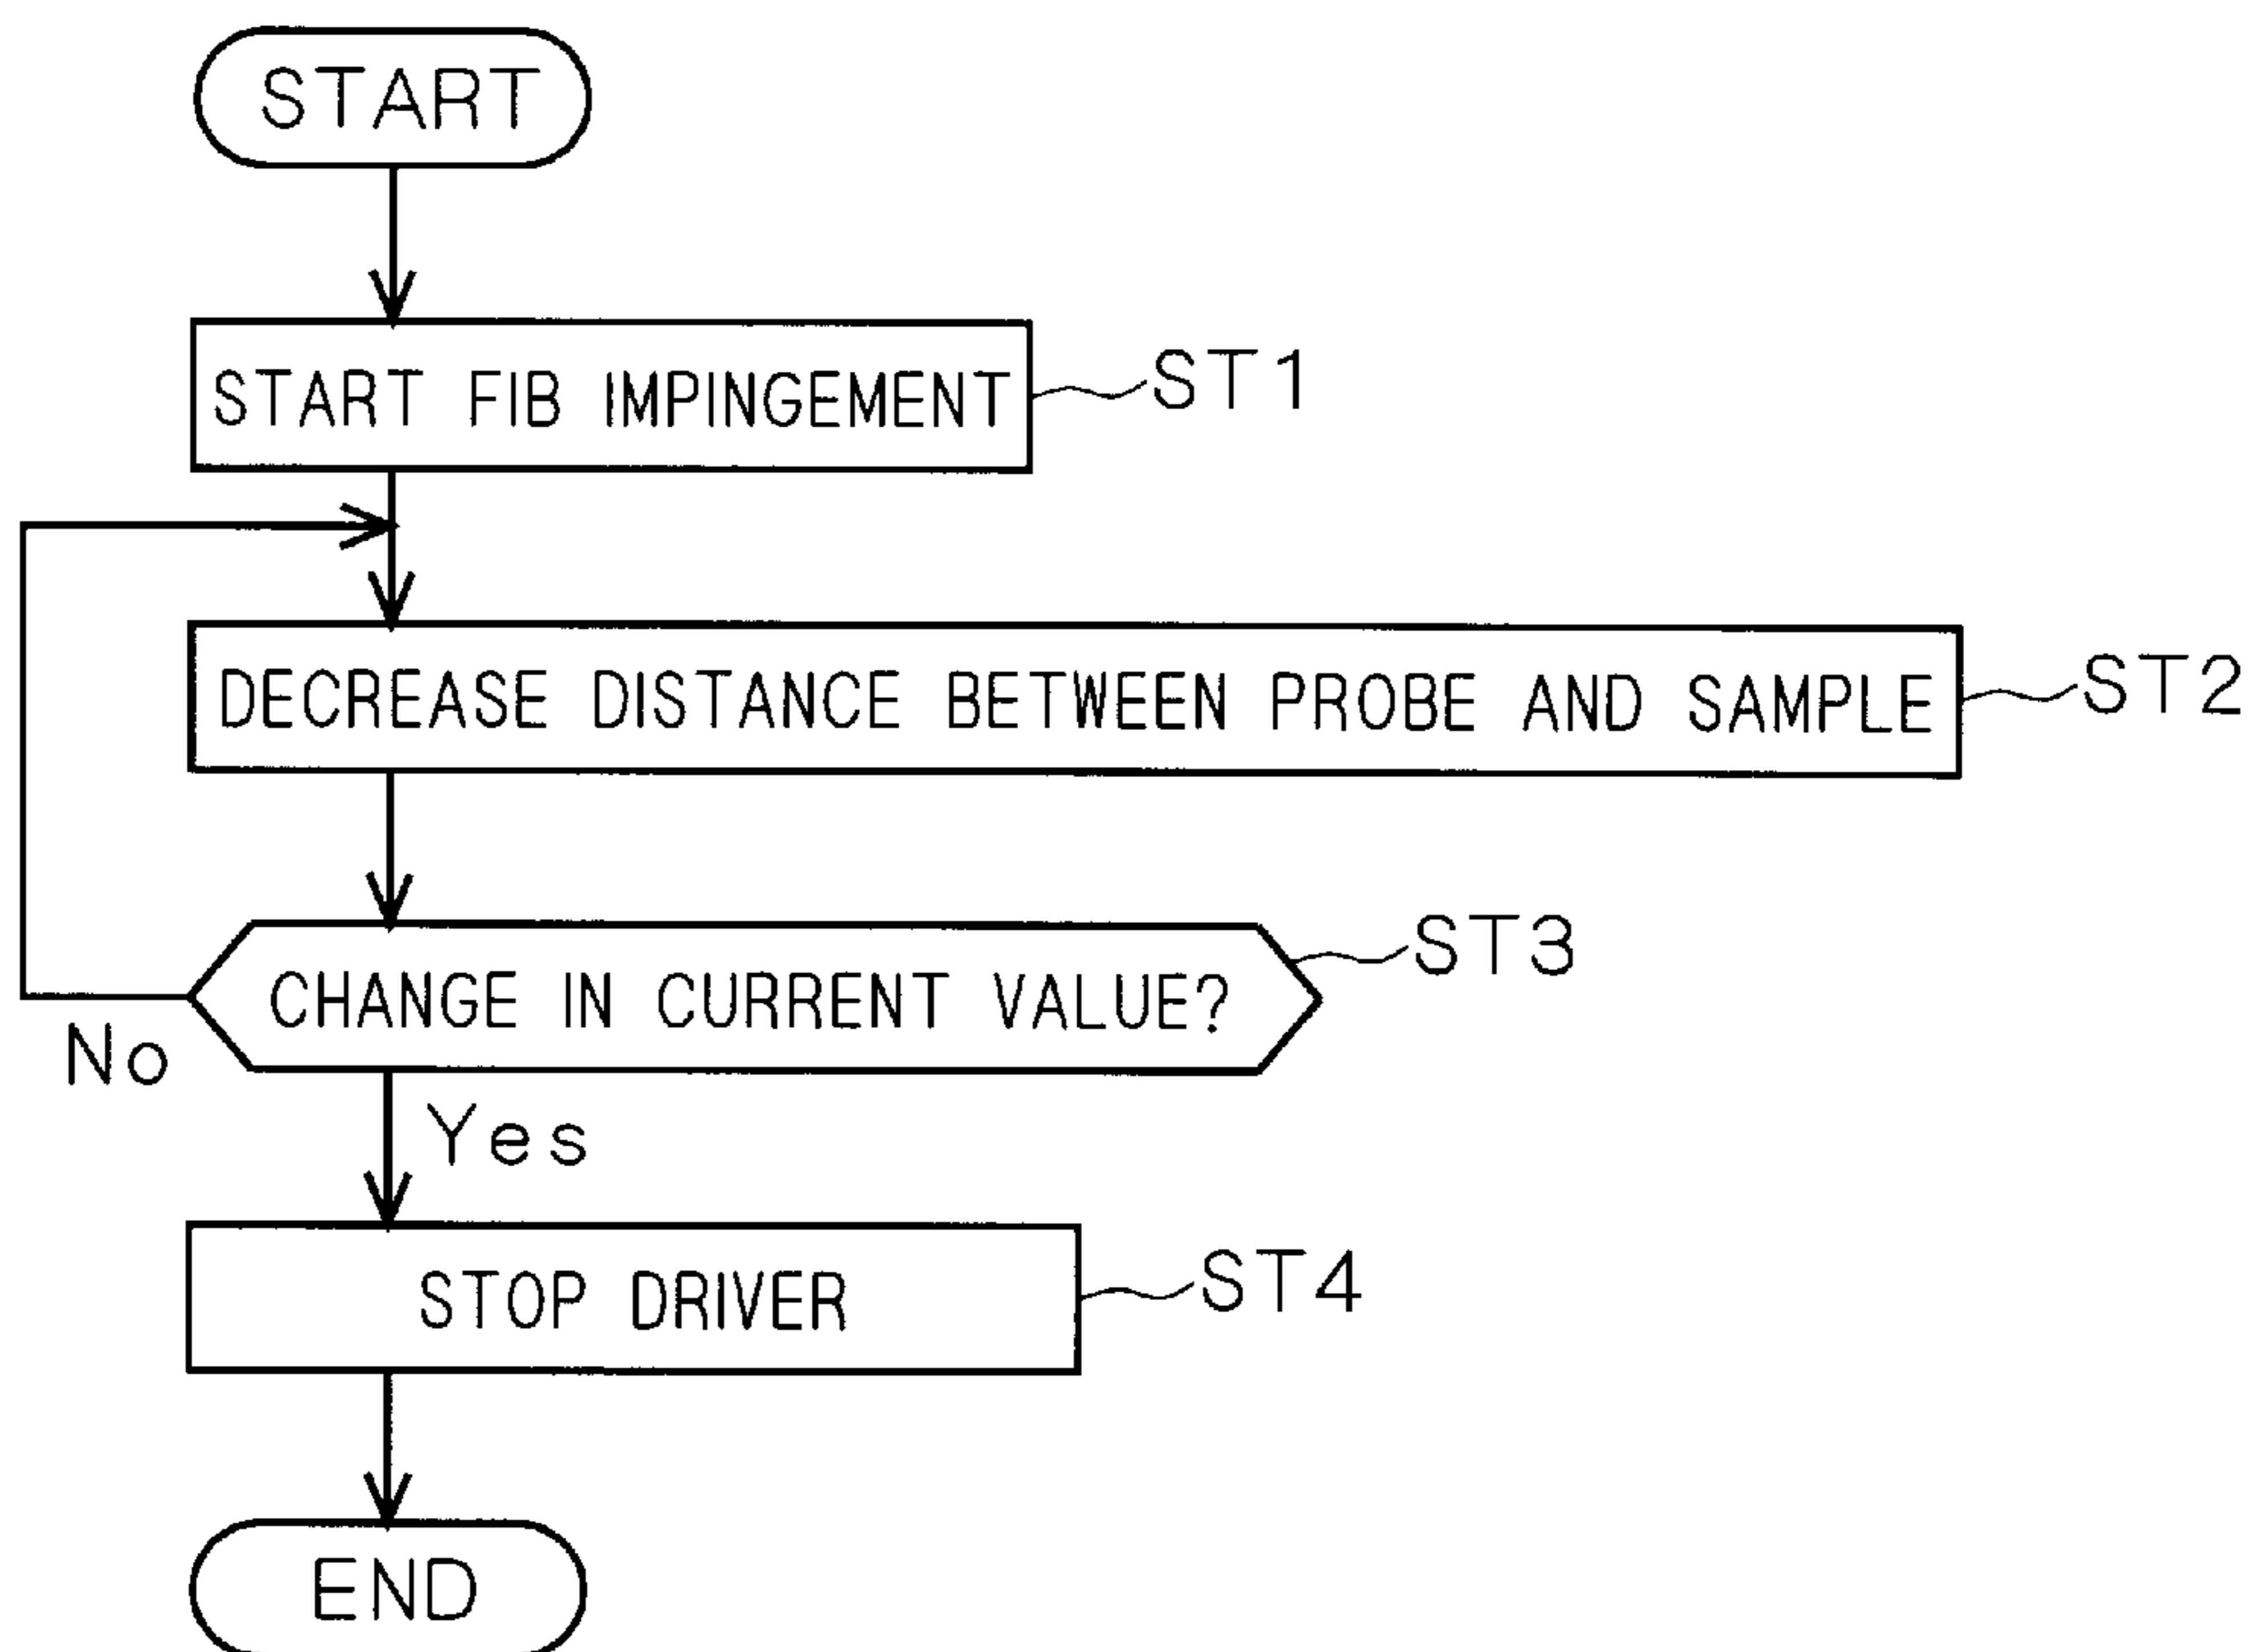 START
START FIB IMPINGEMENT
ST1
DECREASE DISTANCE BETWEEN PROBE AND SAMPLE
ST2
CHANGE IN CURRENT VALUE?
ST3
No
Yes
STOP DRIVER
ST4
END